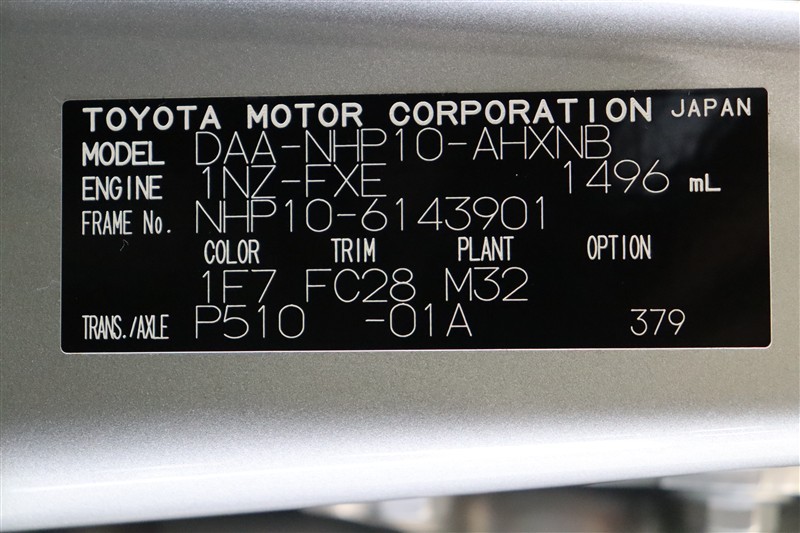 TOYOTA MOTOR CORPORATION JAPAN
MODEL DAA-NHP10-AHXNB
ENGINE 1NZ-FXE 1496 mL
FRAME No. NHP10-6143901
COLOR TRIM PLANT OPTION
1F7 FC28 M32
TRANS./AXLE P510 -01A 379